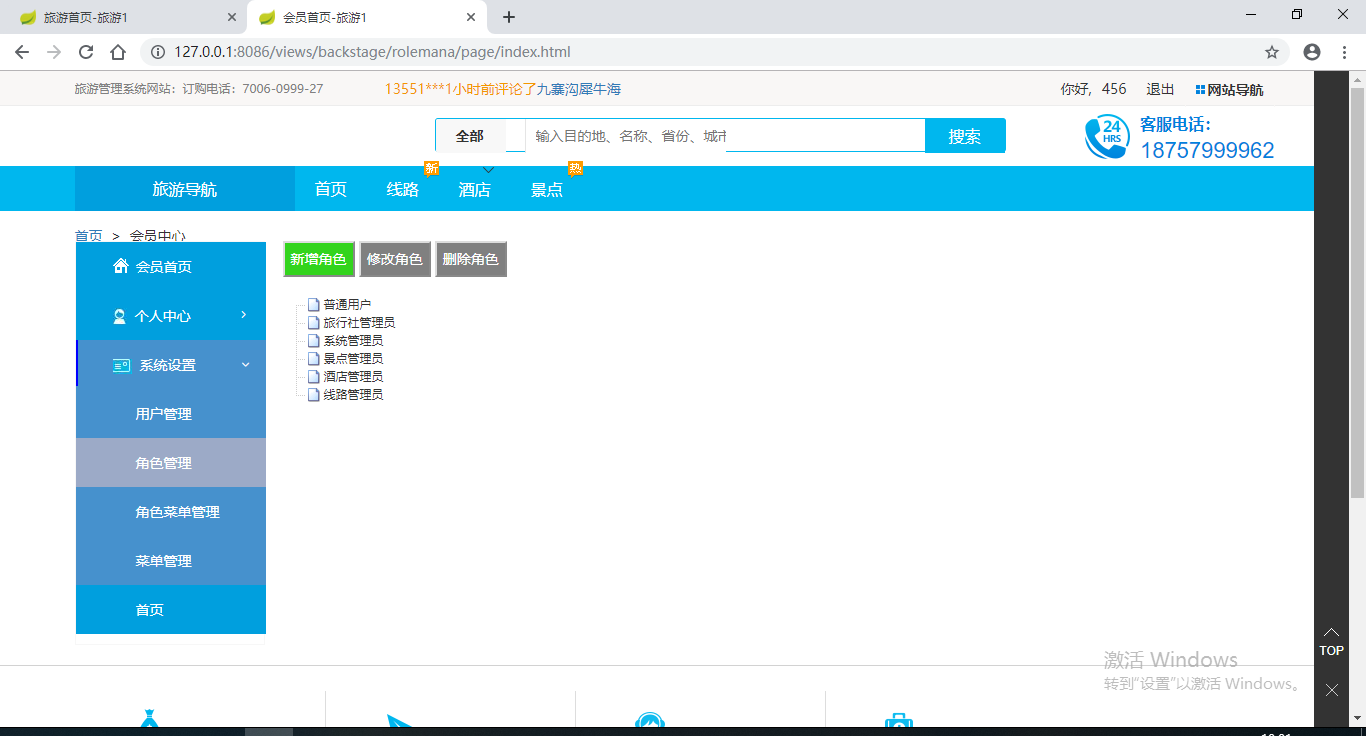 旅游首页-旅游1
会员首页-旅游1
127.0.0.1:8086/views/backstage/rolemana/page/index.html
旅游管理系统网站：订购电话：7006-0999-27
13551***1小时前评论了九寨沟犀牛海
你好, 456 退出 网站导航
全部 输入目的地、名称、省份、城市 搜索
24 HRS
客服电话：
18757999962
新 热
旅游导航 首页 线路 酒店 景点
首页 > 会员中心
会员首页
个人中心
系统设置
用户管理
角色管理
角色菜单管理
菜单管理
首页
新增角色 修改角色 删除角色
普通用户
旅行社管理员
系统管理员
景点管理员
酒店管理员
线路管理员
TOP
激活 Windows
转到"设置"以激活 Windows。